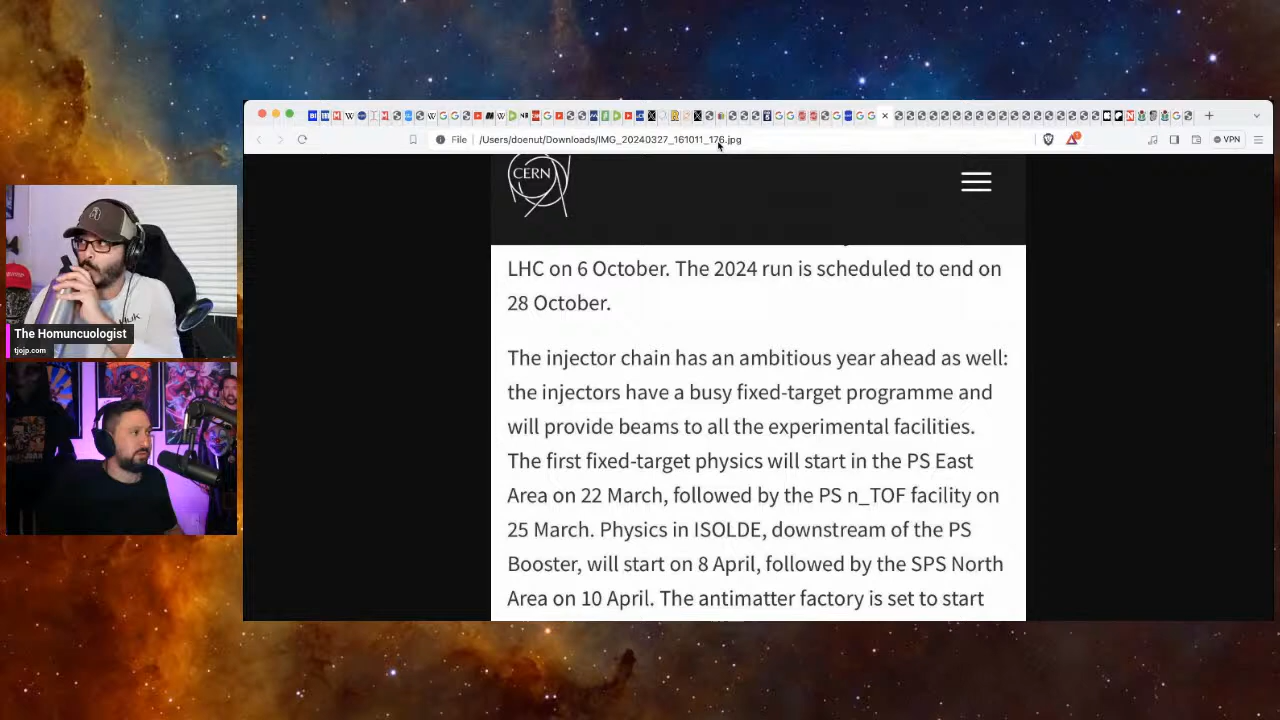 File
/Users/doenut/Downloads/IMG_20240327_161011_176.jpg
VPN
CERN
LHC on 6 October. The 2024 run is scheduled to end on
28 October.
The injector chain has an ambitious year ahead as well:
the injectors have a busy fixed-target programme and
will provide beams to all the experimental facilities.
The first fixed-target physics will start in the PS East
Area on 22 March, followed by the PS n_TOF facility on
25 March. Physics in ISOLDE, downstream of the PS
Booster, will start on 8 April, followed by the SPS North
Area on 10 April. The antimatter factory is set to start
The Homuncuologist
tjojp.com